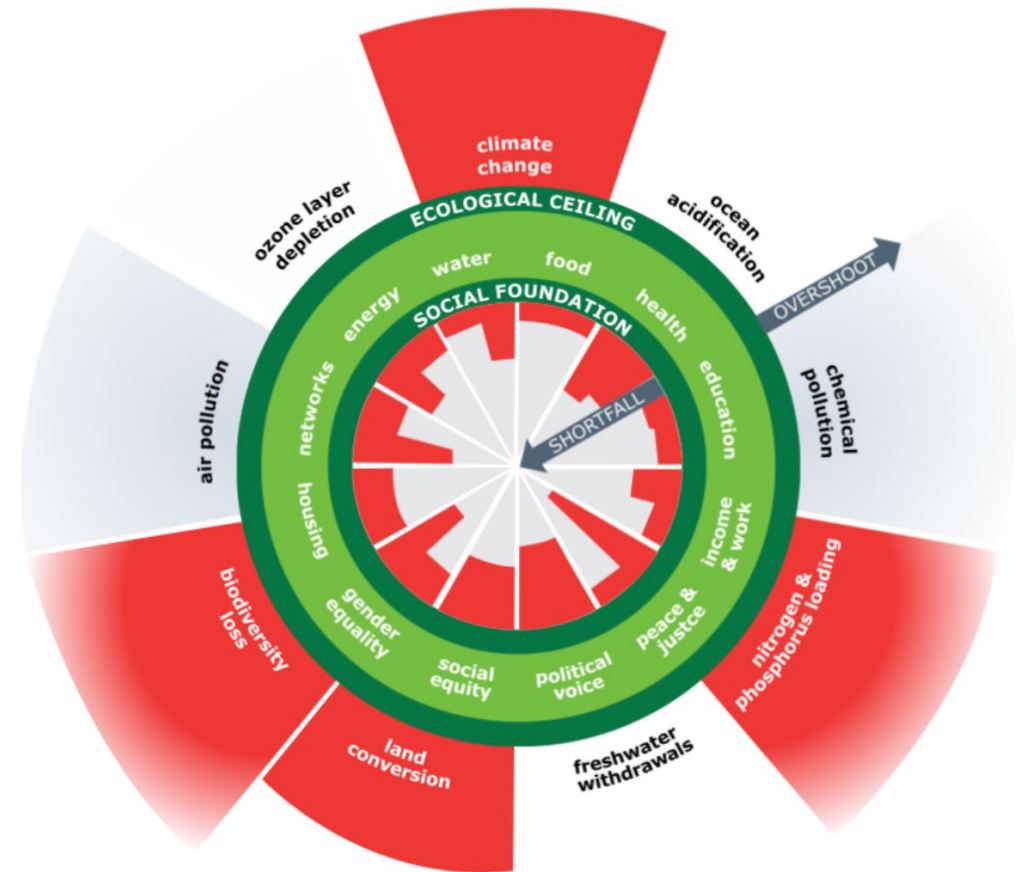 climate
change
ocean
acidification
OVERSHOOT
chemical
pollution
nitrogen &
phosphorus loading
freshwater
withdrawals
land
conversion
biodiversity
loss
air pollution
ozone layer
depletion
ECOLOGICAL CEILING
water
food
health
education
income
& work
peace &
justce
political
voice
social
equity
gender
equality
housing
networks
energy
SOCIAL FOUNDATION
SHORTFALL